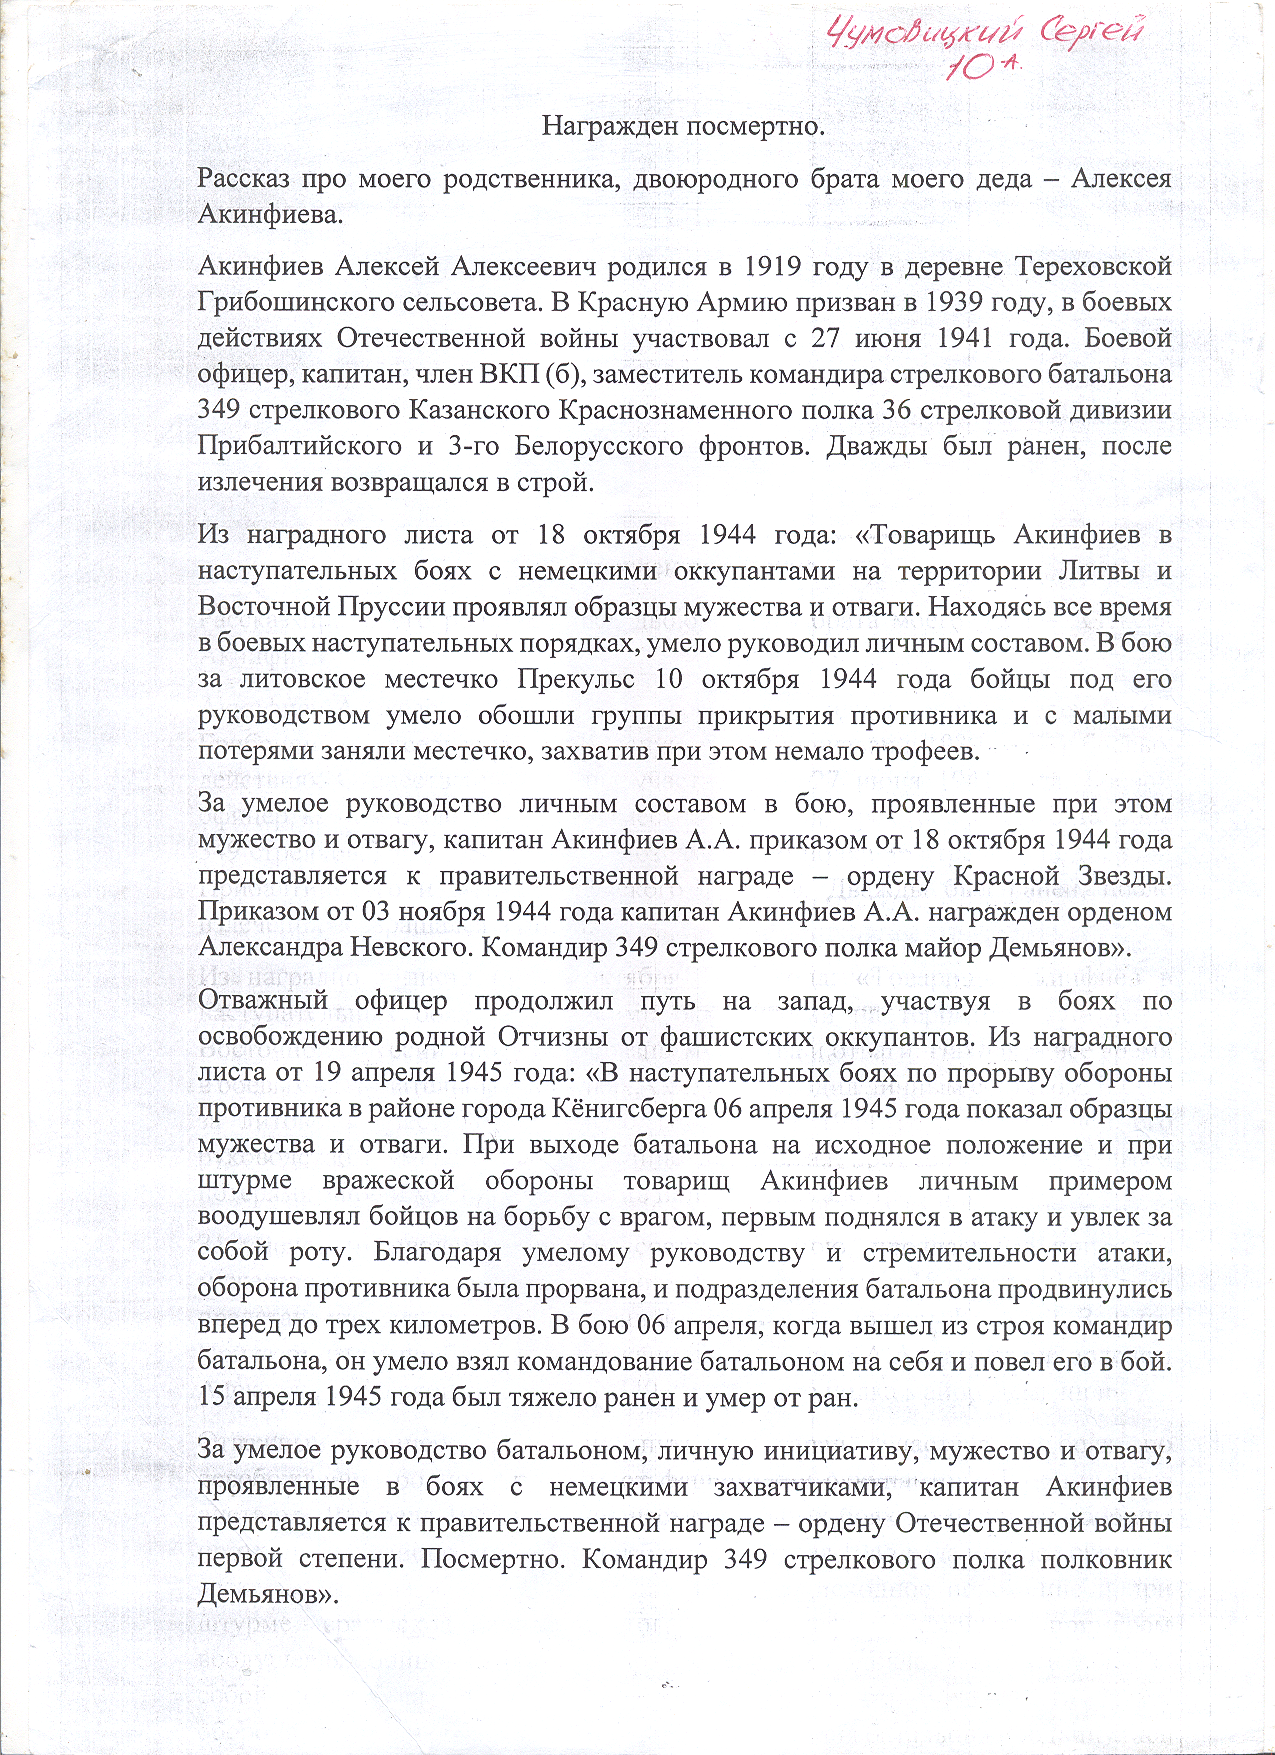 Чумовицкий Сергей
10-А.
Награжден посмертно.
Рассказ про моего родственника, двоюродного брата моего деда – Алексея
Акинфиева.
Акинфиев Алексей Алексеевич родился в 1919 году в деревне Тереховской
Грибошинского сельсовета. В Красную Армию призван в 1939 году, в боевых
действиях Отечественной войны участвовал с 27 июня 1941 года. Боевой
офицер, капитан, член ВКП (б), заместитель командира стрелкового батальона
349 стрелкового Казанского Краснознаменного полка 36 стрелковой дивизии
Прибалтийского и 3-го Белорусского фронтов. Дважды был ранен, после
излечения возвращался в строй.
Из наградного листа от 18 октября 1944 года: «Товарищь Акинфиев в
наступательных боях с немецкими оккупантами на территории Литвы и
Восточной Пруссии проявлял образцы мужества и отваги. Находясь все время
в боевых наступательных порядках, умело руководил личным составом. В бою
за литовское местечко Прекульс 10 октября 1944 года бойцы под его
руководством умело обошли группы прикрытия противника и с малыми
потерями заняли местечко, захватив при этом немало трофеев.
За умелое руководство личным составом в бою, проявленные при этом
мужество и отвагу, капитан Акинфиев А.А. приказом от 18 октября 1944 года
представляется к правительственной награде – ордену Красной Звезды.
Приказом от 03 ноября 1944 года капитан Акинфиев А.А. награжден орденом
Александра Невского. Командир 349 стрелкового полка майор Демьянов».
Отважный офицер продолжил путь на запад, участвуя в боях по
освобождению родной Отчизны от фашистских оккупантов. Из наградного
листа от 19 апреля 1945 года: «В наступательных боях по прорыву обороны
противника в районе города Кёнигсберга 06 апреля 1945 года показал образцы
мужества и отваги. При выходе батальона на исходное положение и при
штурме вражеской обороны товарищ Акинфиев личным примером
воодушевлял бойцов на борьбу с врагом, первым поднялся в атаку и увлек за
собой роту. Благодаря умелому руководству и стремительности атаки,
оборона противника была прорвана, и подразделения батальона продвинулись
вперед до трех километров. В бою 06 апреля, когда вышел из строя командир
батальона, он умело взял командование батальоном на себя и повел его в бой.
15 апреля 1945 года был тяжело ранен и умер от ран.
За умелое руководство батальоном, личную инициативу, мужество и отвагу,
проявленные в боях с немецкими захватчиками, капитан Акинфиев
представляется к правительственной награде – ордену Отечественной войны
первой степени. Посмертно. Командир 349 стрелкового полка полковник
Демьянов».